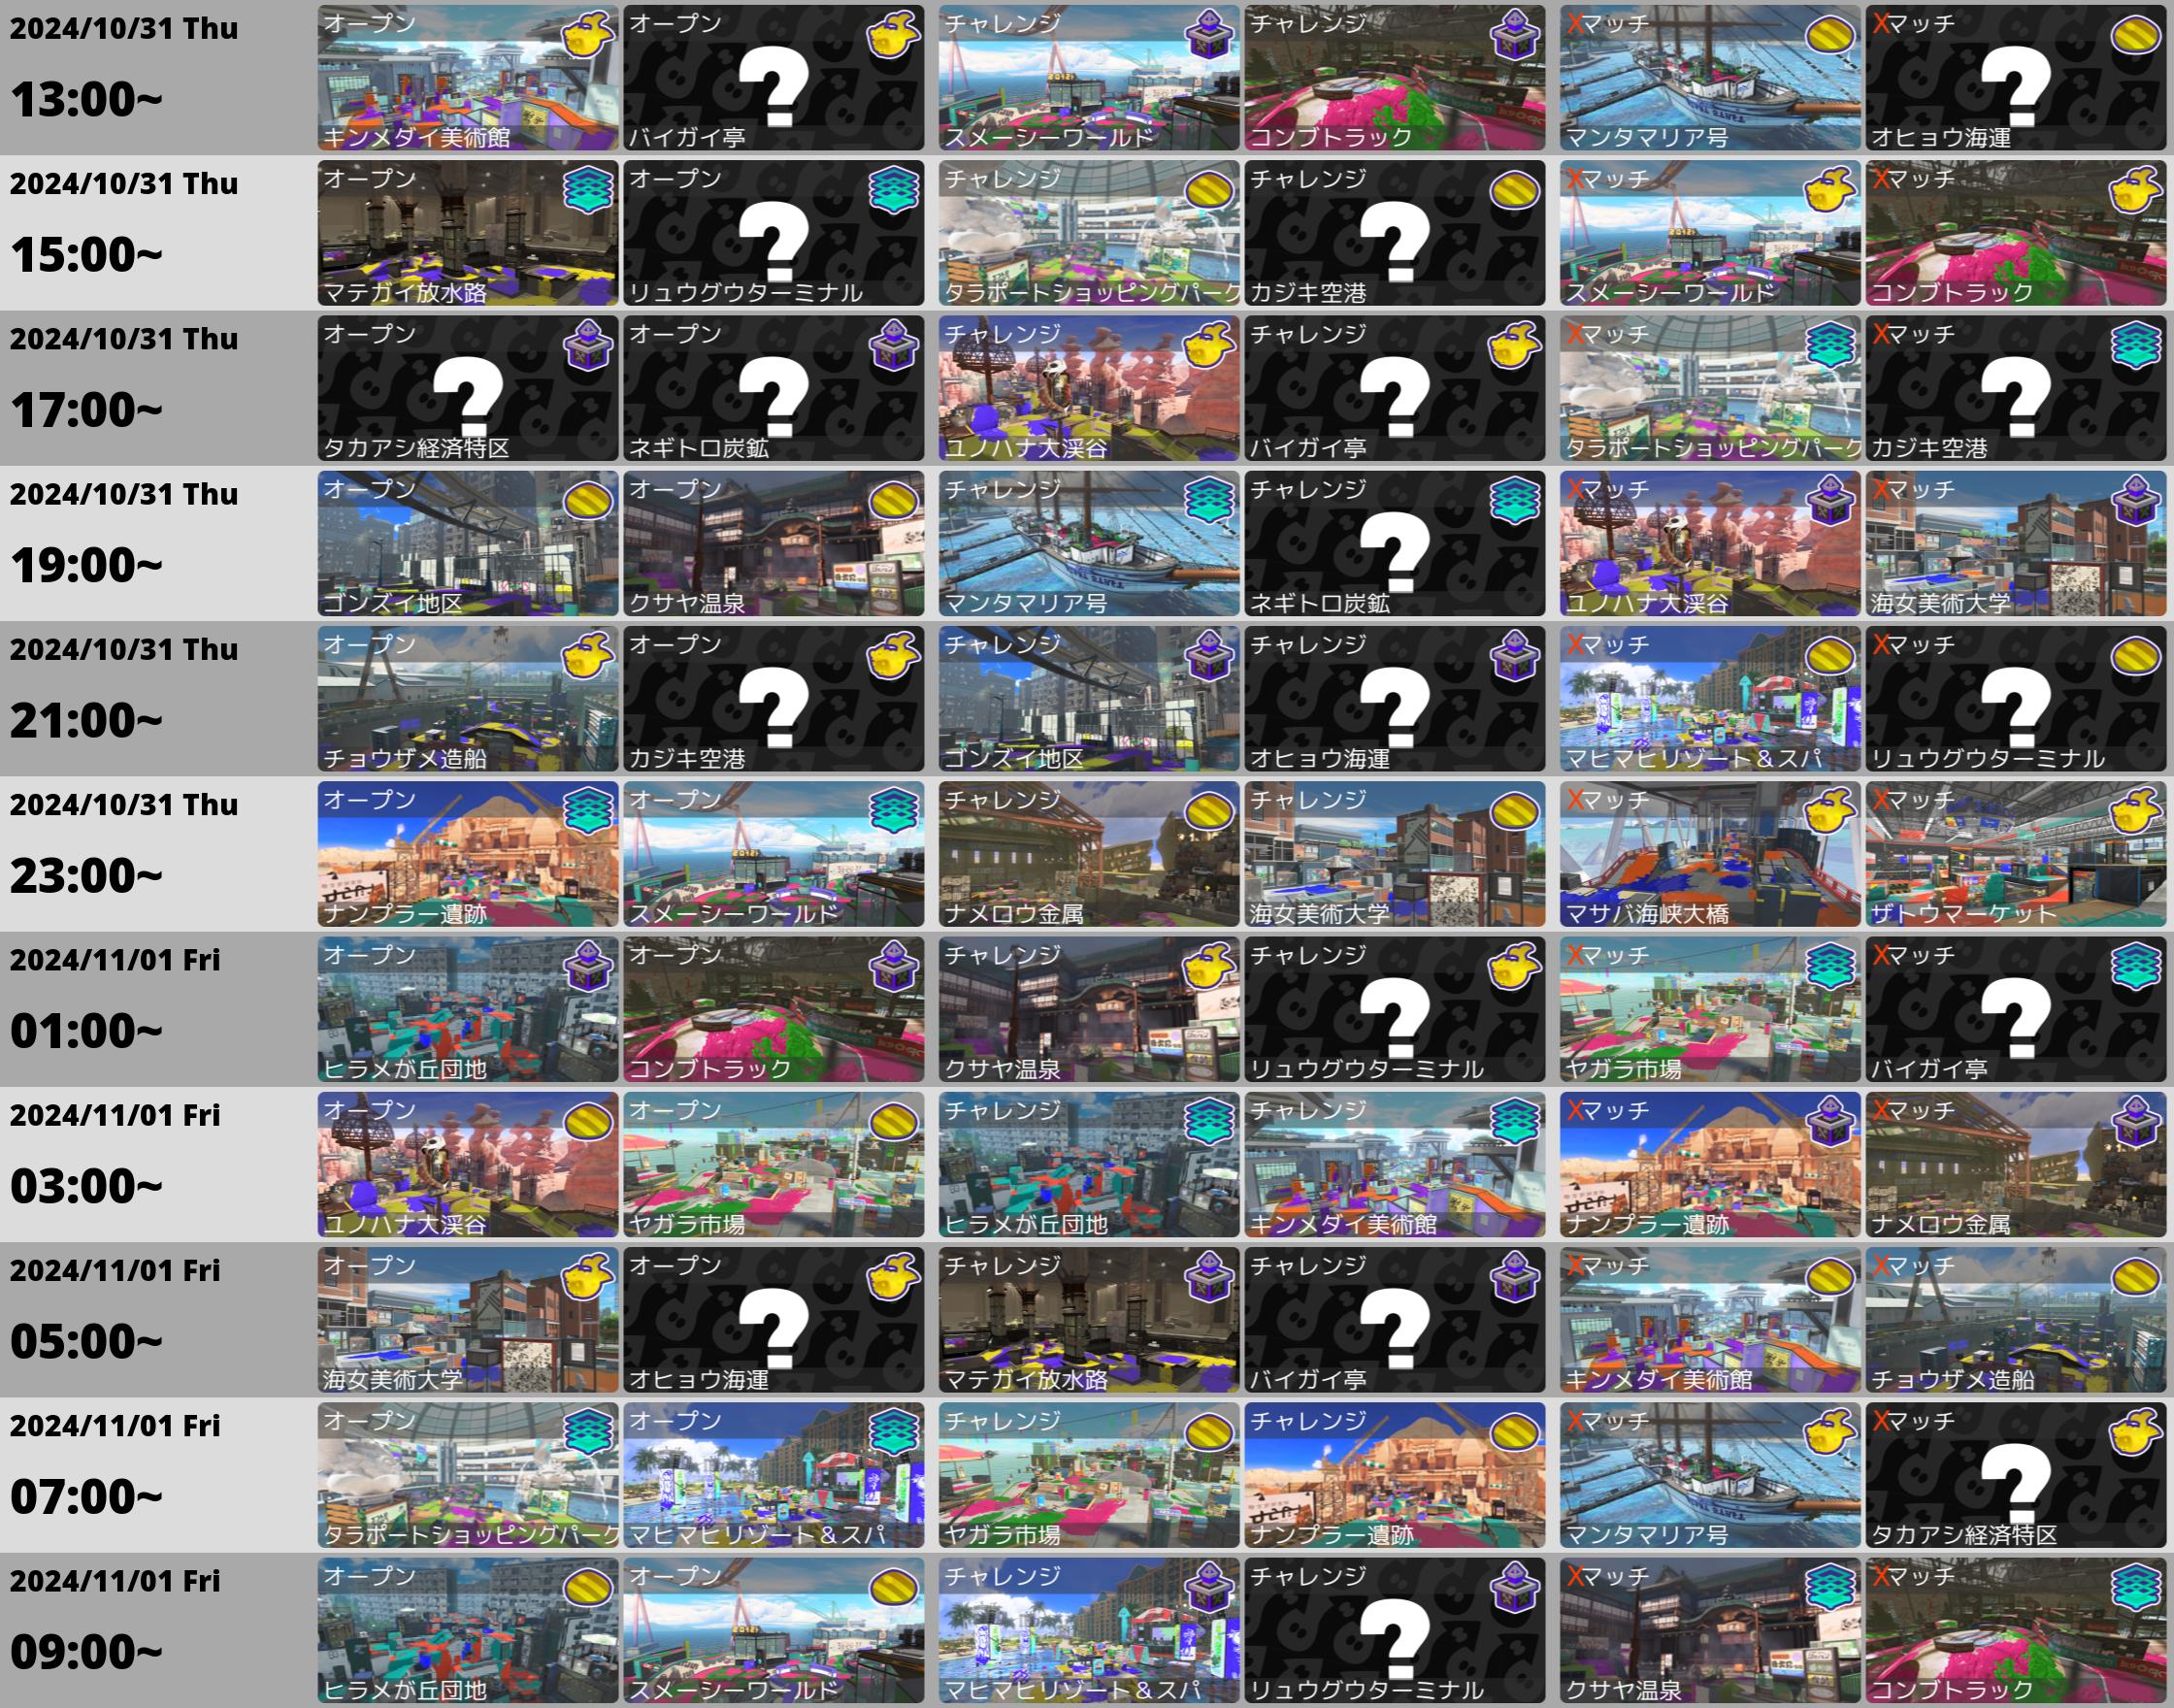 2024/10/31 Thu
13:00~
オープン
キンメダイ美術館
オープン
バイガイ亭
チャレンジ
スメーシーワールド
チャレンジ
コンブトラック
Xマッチ
マンタマリア号
Xマッチ
オヒョウ海運
2024/10/31 Thu
15:00~
オープン
マテガイ放水路
オープン
リュウグウターミナル
チャレンジ
タラポートショッピングパーク
チャレンジ
カジキ空港
Xマッチ
スメーシーワールド
Xマッチ
コンブトラック
2024/10/31 Thu
17:00~
オープン
タカアシ経済特区
オープン
ネギトロ炭鉱
チャレンジ
ユノハナ大渓谷
チャレンジ
バイガイ亭
Xマッチ
タラポートショッピングパーク
Xマッチ
カジキ空港
2024/10/31 Thu
19:00~
オープン
ゴンズイ地区
オープン
クサヤ温泉
チャレンジ
マンタマリア号
チャレンジ
ネギトロ炭鉱
Xマッチ
ユノハナ大渓谷
Xマッチ
海女美術大学
2024/10/31 Thu
21:00~
オープン
チョウザメ造船
オープン
カジキ空港
チャレンジ
ゴンズイ地区
チャレンジ
オヒョウ海運
Xマッチ
マヒマヒリゾート＆スパ
Xマッチ
リュウグウターミナル
2024/10/31 Thu
23:00~
オープン
ナンプラー遺跡
オープン
スメーシーワールド
チャレンジ
ナメロウ金属
チャレンジ
海女美術大学
Xマッチ
マサバ海峡大橋
Xマッチ
ザトウマーケット
2024/11/01 Fri
01:00~
オープン
ヒラメが丘団地
オープン
コンブトラック
チャレンジ
クサヤ温泉
チャレンジ
リュウグウターミナル
Xマッチ
ヤガラ市場
Xマッチ
バイガイ亭
2024/11/01 Fri
03:00~
オープン
ユノハナ大渓谷
オープン
ヤガラ市場
チャレンジ
ヒラメが丘団地
チャレンジ
キンメダイ美術館
Xマッチ
ナンプラー遺跡
Xマッチ
ナメロウ金属
2024/11/01 Fri
05:00~
オープン
海女美術大学
オープン
オヒョウ海運
チャレンジ
マテガイ放水路
チャレンジ
バイガイ亭
Xマッチ
キンメダイ美術館
Xマッチ
チョウザメ造船
2024/11/01 Fri
07:00~
オープン
タラポートショッピングパーク
オープン
マヒマヒリゾート＆スパ
チャレンジ
ヤガラ市場
チャレンジ
ナンプラー遺跡
Xマッチ
マンタマリア号
Xマッチ
タカアシ経済特区
2024/11/01 Fri
09:00~
オープン
ヒラメが丘団地
オープン
スメーシーワールド
チャレンジ
マヒマヒリゾート＆スパ
チャレンジ
リュウグウターミナル
Xマッチ
クサヤ温泉
Xマッチ
コンブトラック